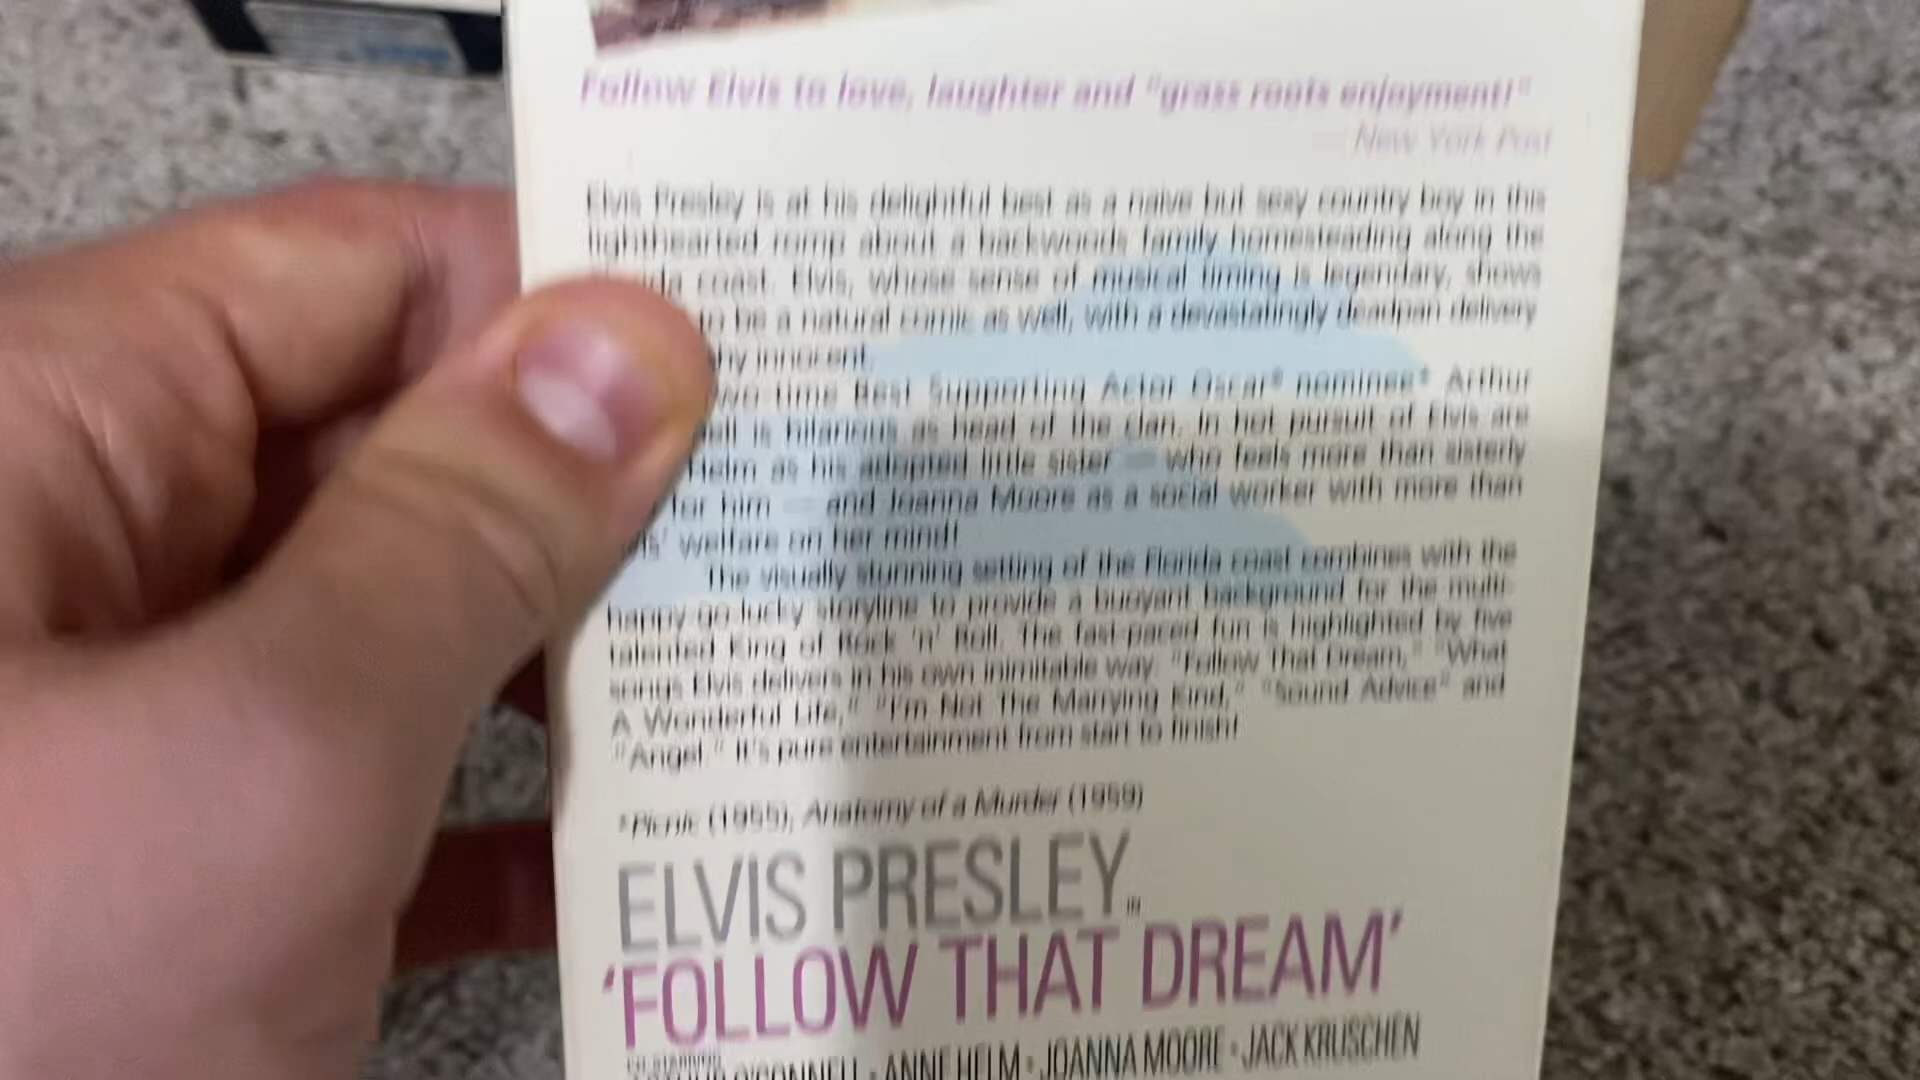 Follow Elvis to love, laughter and "grass roots enjoyment!"
— New York Post
Elvis Presley is at his delightful best as a naive but sexy country boy in this
lighthearted romp about a backwoods family homesteading along the
da coast. Elvis, whose sense of musical timing is legendary, shows
to be a natural comic as well, with a devastatingly deadpan delivery
hy innocent.
wo time Best Supporting Actor Oscar® nominee* Arthur
ell is hilarious as head of the clan. In hot pursuit of Elvis are
Helm as his adopted little sister — who feels more than sisterly
for him — and Joanna Moore as a social worker with more than
vis' welfare on her mind!
The visually stunning setting of the Florida coast combines with the
happy-go lucky storyline to provide a buoyant background for the multi-
talented King of Rock 'n' Roll. The fast-paced fun is highlighted by five
songs Elvis delivers in his own inimitable way: "Follow That Dream," "What
A Wonderful Life," "I'm Not The Marrying Kind," "Sound Advice" and
"Angel." It's pure entertainment from start to finish!
*Picnic (1955), Anatomy of a Murder (1959)
ELVIS PRESLEY IN
'FOLLOW THAT DREAM'
O'CONNELL • ANNE HELM • JOANNA MOORE • JACK KRUSCHEN